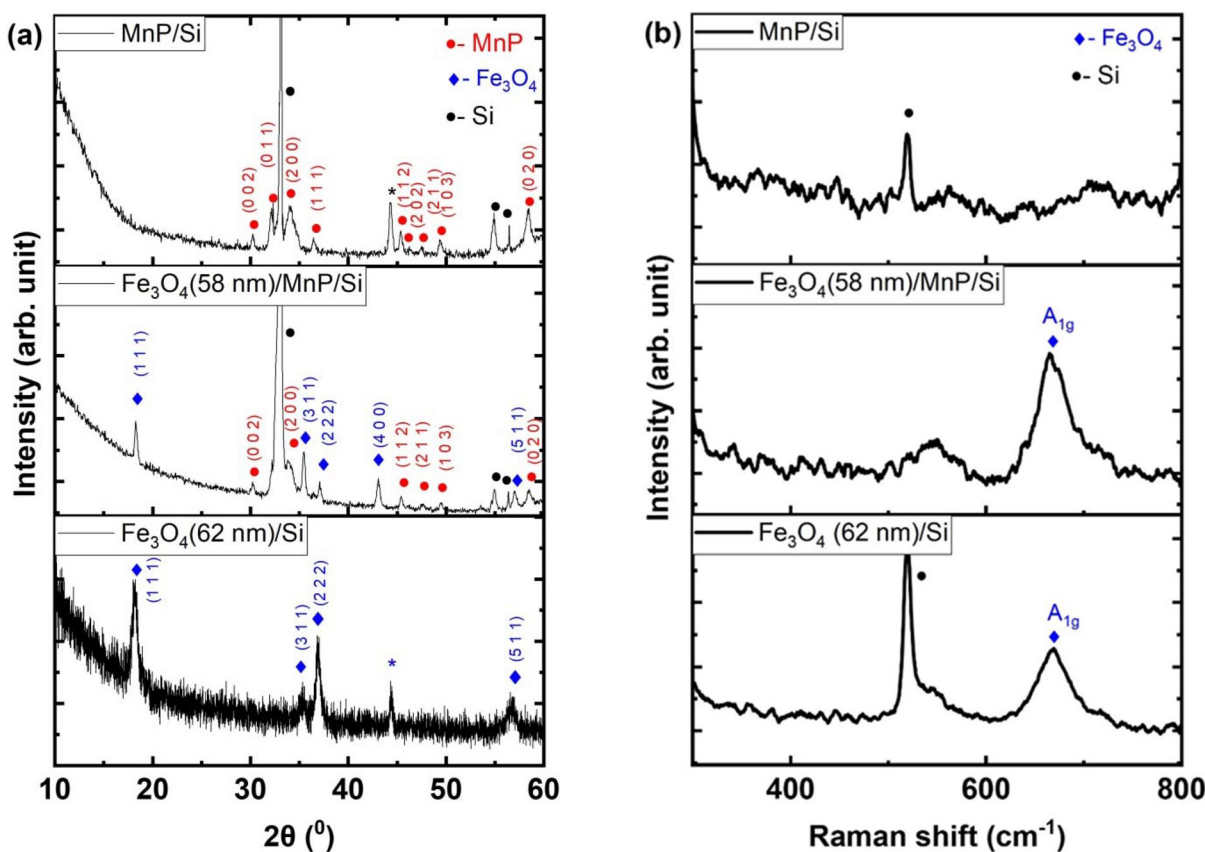 (a)
MnP/Si
●- MnP
◆- Fe₃O₄
●- Si
(0 0 2)
(0 1 1)
(2 0 0)
(1 1 1)
*
(1 1 2)
(2 0 2)
(2 1 1)
(1 0 3)
(0 2 0)
Fe₃O₄(58 nm)/MnP/Si
(1 1 1)
(0 0 2)
(2 0 0)
(3 1 1)
(2 2 2)
(4 0 0)
(1 1 2)
(2 1 1)
(1 0 3)
(5 1 1)
(0 2 0)
Fe₃O₄(62 nm)/Si
(1 1 1)
(3 1 1)
(2 2 2)
*
(5 1 1)
10 20 30 40 50 60
2θ (⁰)
Intensity (arb. unit)
(b)
MnP/Si
◆- Fe₃O₄
●- Si
Fe₃O₄(58 nm)/MnP/Si
A₁g
Fe₃O₄ (62 nm)/Si
A₁g
400 600 800
Raman shift (cm⁻¹)
Intensity (arb. unit)